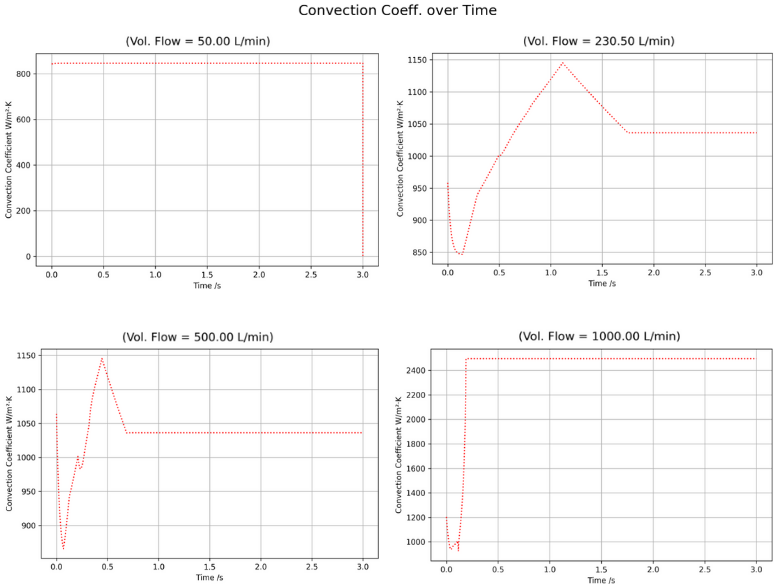 Convection Coeff. over Time
(Vol. Flow = 50.00 L/min)
Convection Coefficient W/m²·K
800
600
400
200
0
0.0 0.5 1.0 1.5 2.0 2.5 3.0
Time /s
(Vol. Flow = 230.50 L/min)
Convection Coefficient W/m²·K
1150
1100
1050
1000
950
900
850
0.0 0.5 1.0 1.5 2.0 2.5 3.0
Time /s
(Vol. Flow = 500.00 L/min)
Convection Coefficient W/m²·K
1150
1100
1050
1000
950
900
0.0 0.5 1.0 1.5 2.0 2.5 3.0
Time /s
(Vol. Flow = 1000.00 L/min)
Convection Coefficient W/m²·K
2400
2200
2000
1800
1600
1400
1200
1000
0.0 0.5 1.0 1.5 2.0 2.5 3.0
Time /s